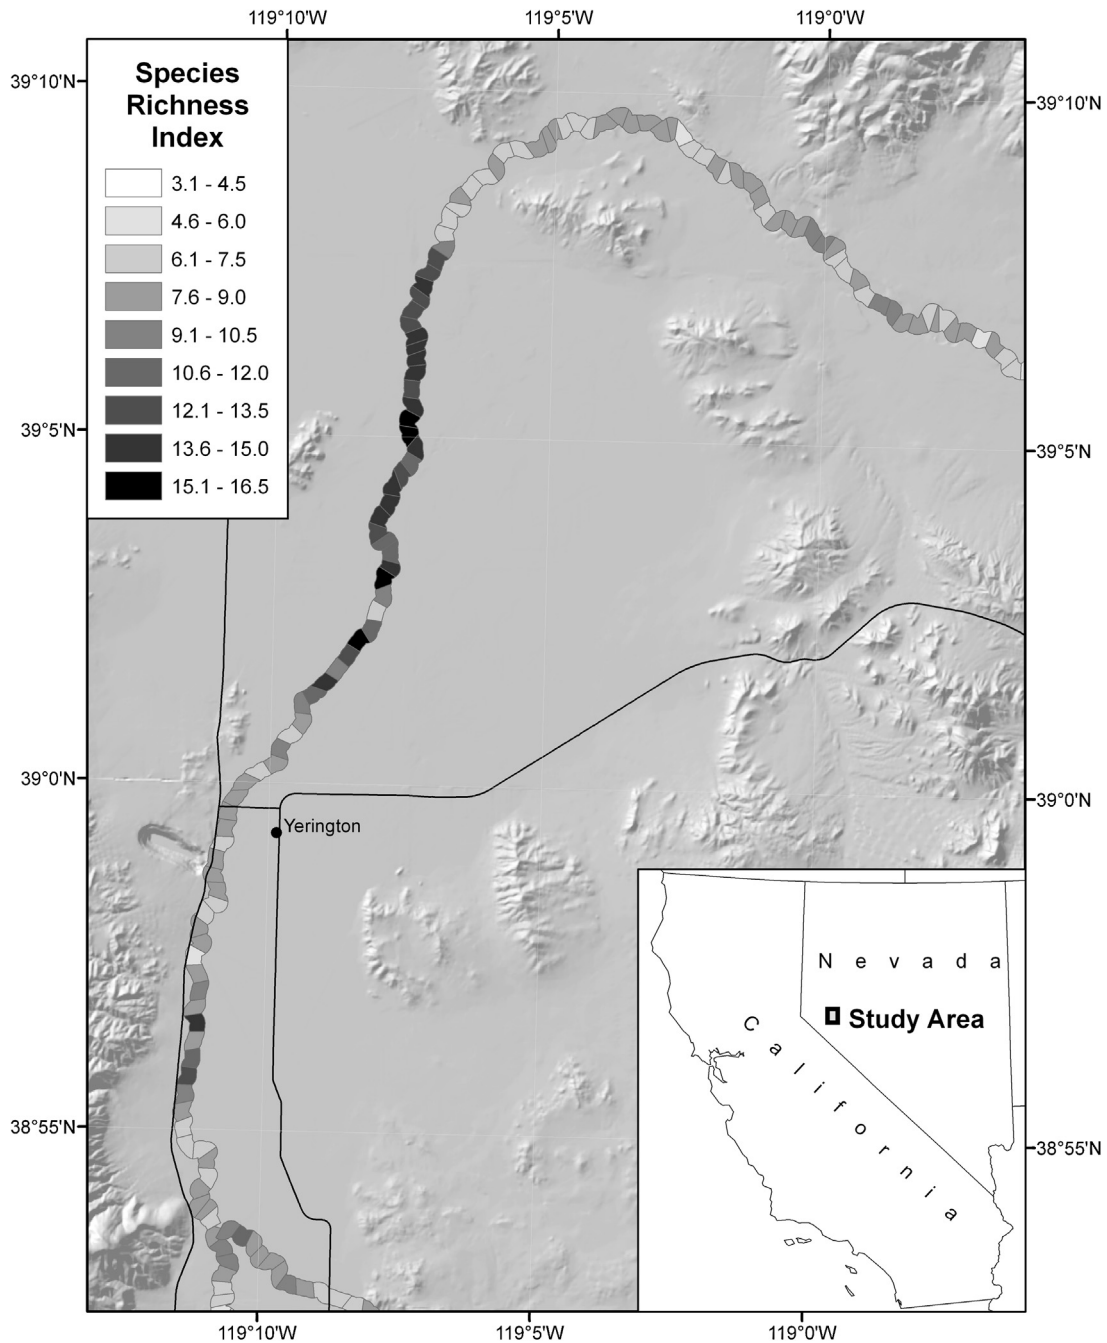 119°10'W 119°5'W 119°0'W
39°10'N
39°10'N
Species
Richness
Index
3.1 - 4.5
4.6 - 6.0
6.1 - 7.5
7.6 - 9.0
9.1 - 10.5
10.6 - 12.0
12.1 - 13.5
13.6 - 15.0
15.1 - 16.5
39°5'N
39°5'N
39°0'N
39°0'N
Yerington
Nevada
Study Area
California
38°55'N
38°55'N
119°10'W 119°5'W 119°0'W